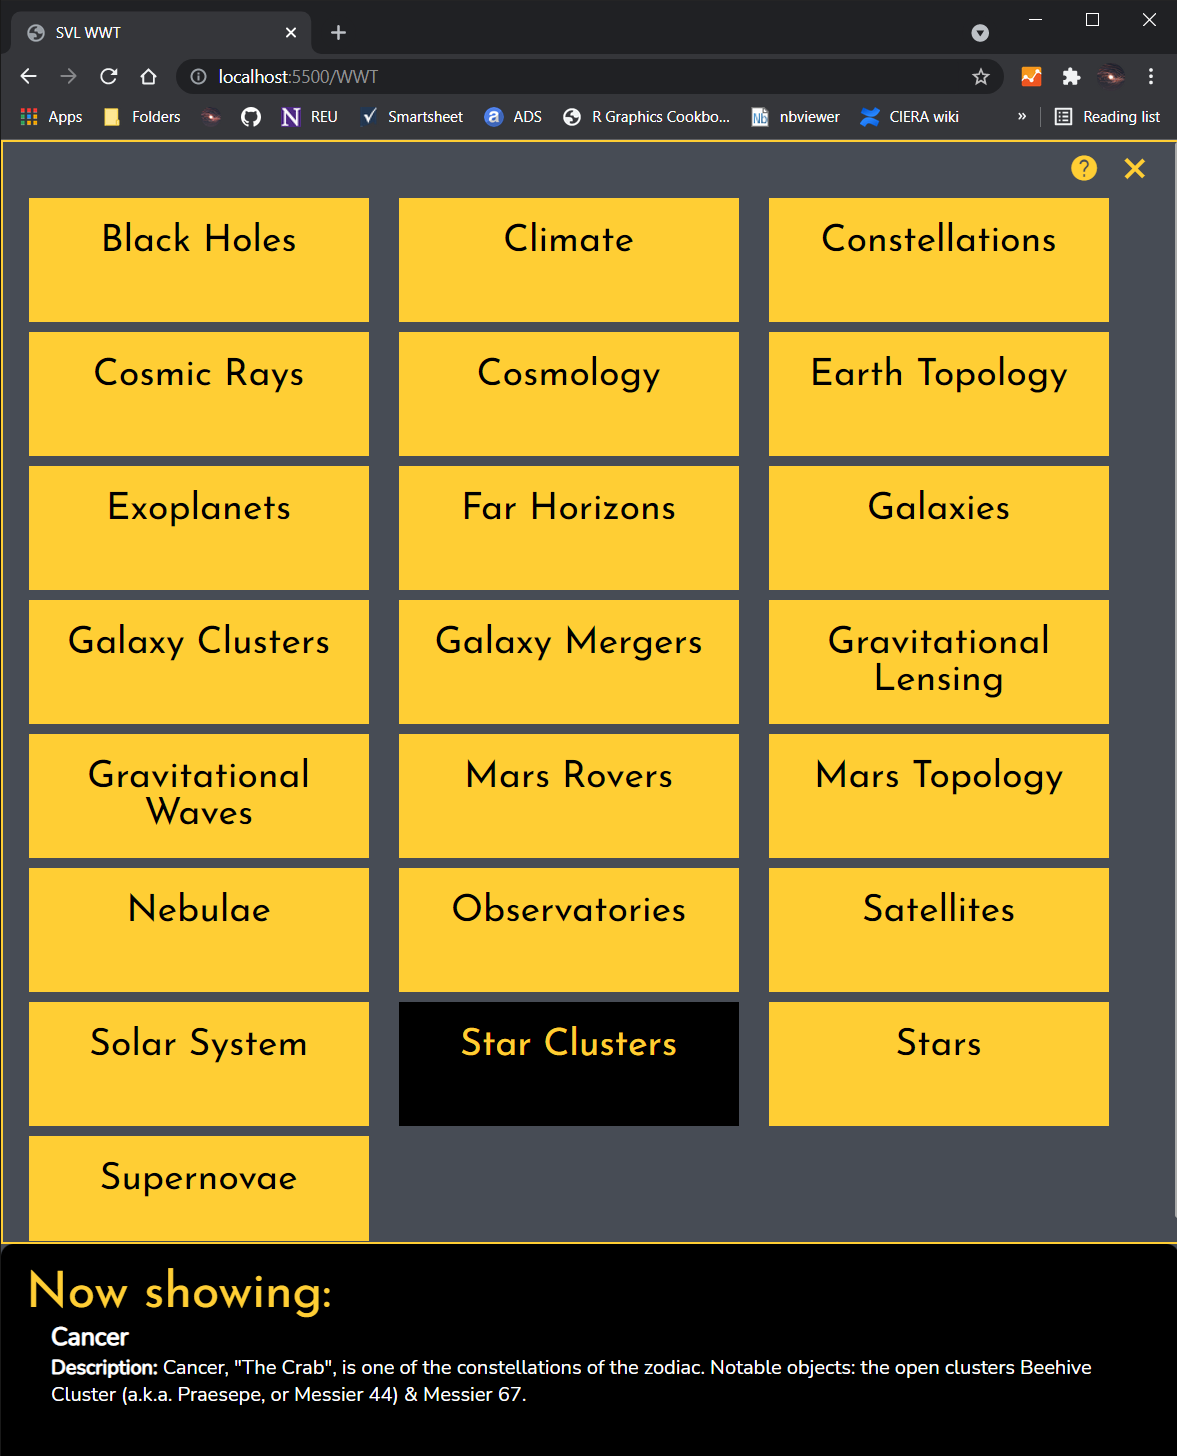 SVL WWT
localhost:5500/WWT
Apps Folders REU Smartsheet ADS R Graphics Cookbo... nbviewer CIERA wiki » Reading list
Black Holes Climate Constellations
Cosmic Rays Cosmology Earth Topology
Exoplanets Far Horizons Galaxies
Galaxy Clusters Galaxy Mergers Gravitational
Lensing
Gravitational Mars Rovers Mars Topology
Waves
Nebulae Observatories Satellites
Solar System Star Clusters Stars
Supernovae
Now showing:
Cancer
Description: Cancer, "The Crab", is one of the constellations of the zodiac. Notable objects: the open clusters Beehive
Cluster (a.k.a. Praesepe, or Messier 44) & Messier 67.